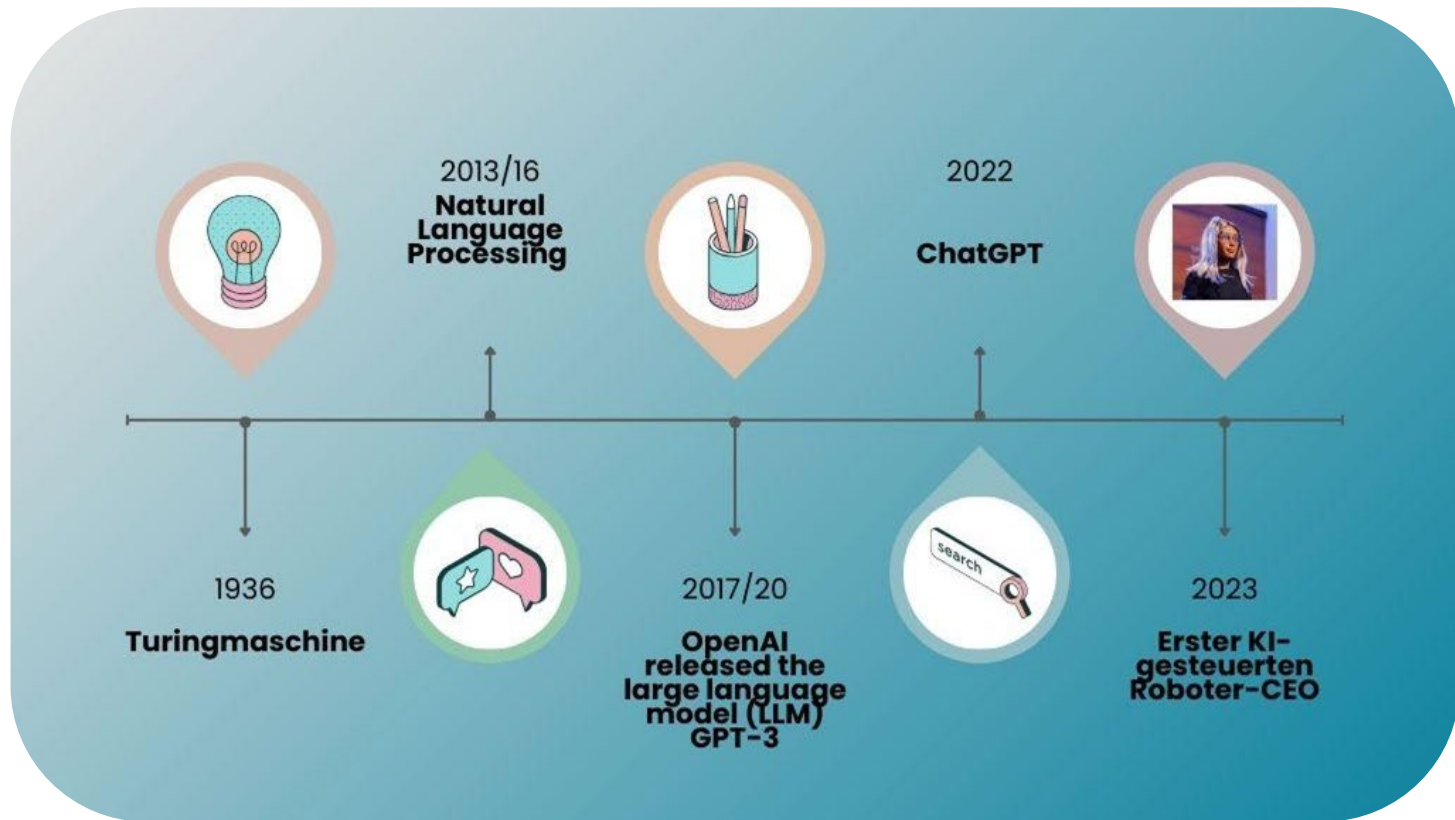 1936
Turingmaschine
2013/16
Natural
Language
Processing
2017/20
OpenAI
released the
large language
model (LLM)
GPT-3
2022
ChatGPT
search
2023
Erster KI-
gesteuerten
Roboter-CEO